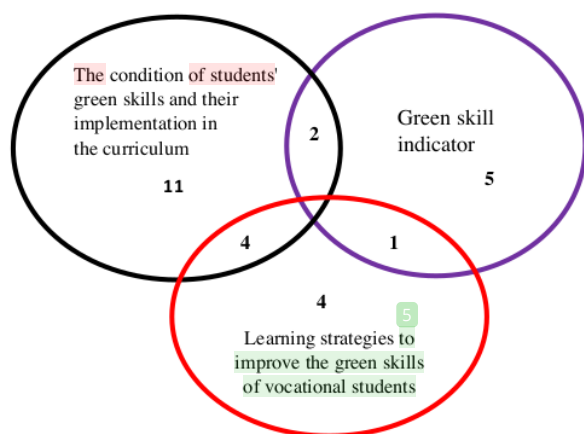 The condition of students'
green skills and their
implementation in
the curriculum
11
2
Green skill
indicator
5
4
1
4
5
Learning strategies to
improve the green skills
of vocational students